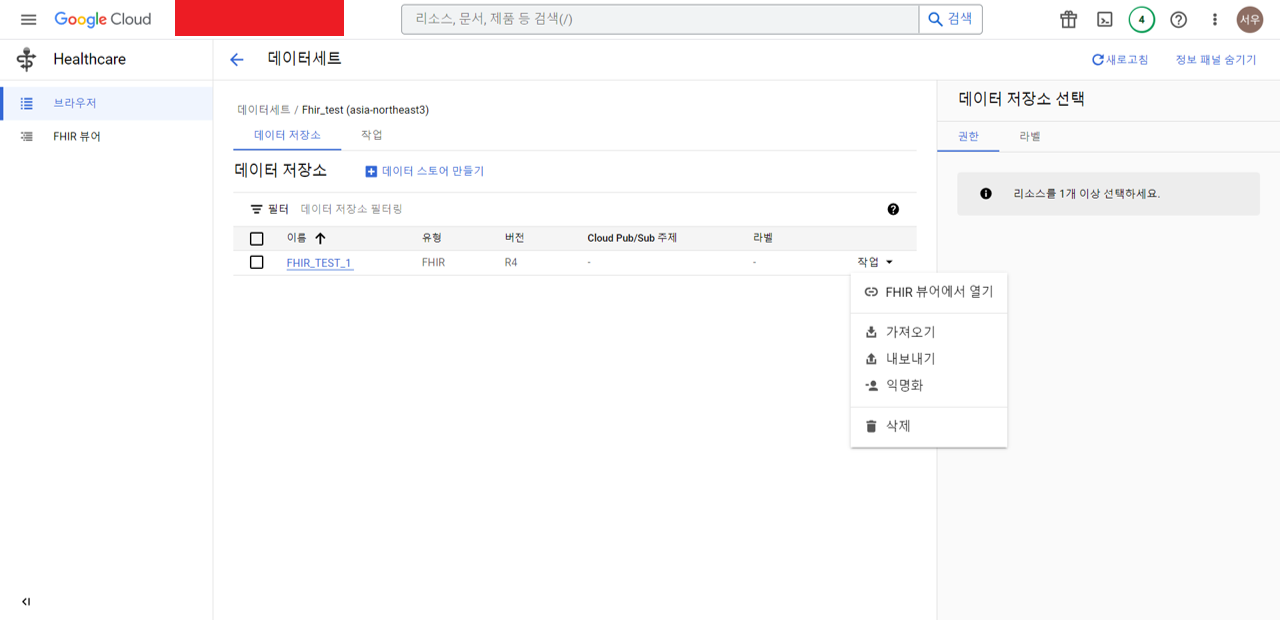 Google Cloud
리소스, 문서, 제품 등 검색(/)
검색
4
서우
Healthcare
데이터세트
새로고침
정보 패널 숨기기
브라우저
FHIR 뷰어
데이터세트 / Fhir_test (asia-northeast3)
데이터 저장소
작업
데이터 저장소
데이터 스토어 만들기
필터
데이터 저장소 필터링
이름
유형
버전
Cloud Pub/Sub 주제
라벨
FHIR_TEST_1
FHIR
R4
-
-
작업
FHIR 뷰어에서 열기
가져오기
내보내기
익명화
삭제
데이터 저장소 선택
권한
라벨
리소스를 1개 이상 선택하세요.